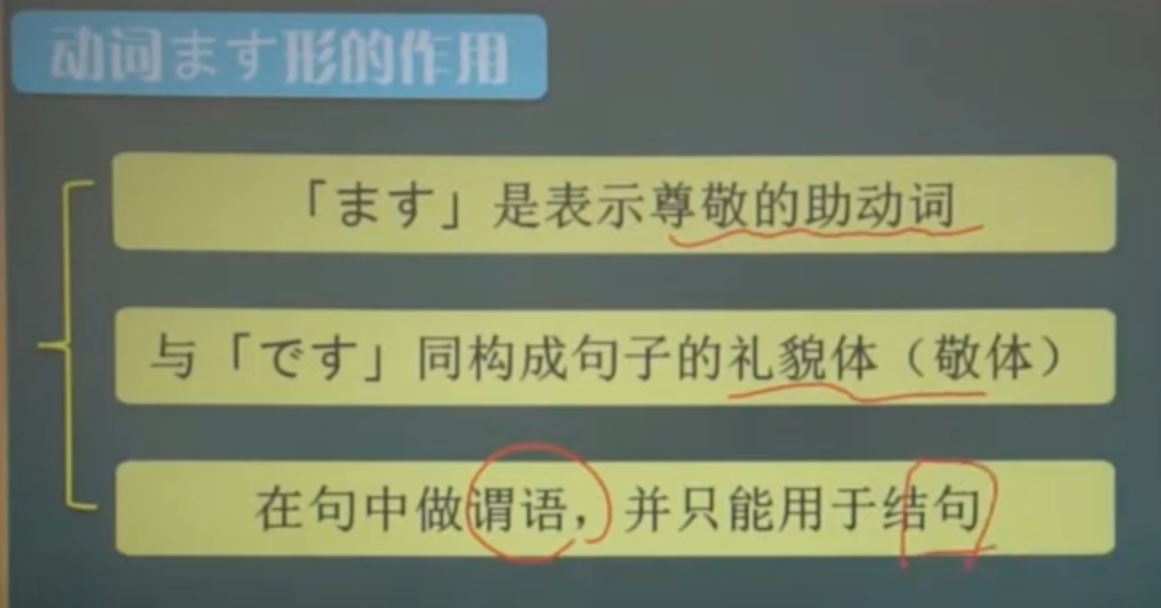 动词ます形的作用
「ます」是表示尊敬的助动词
与「です」同构成句子的礼貌体（敬体）
在句中做谓语，并只能用于结句